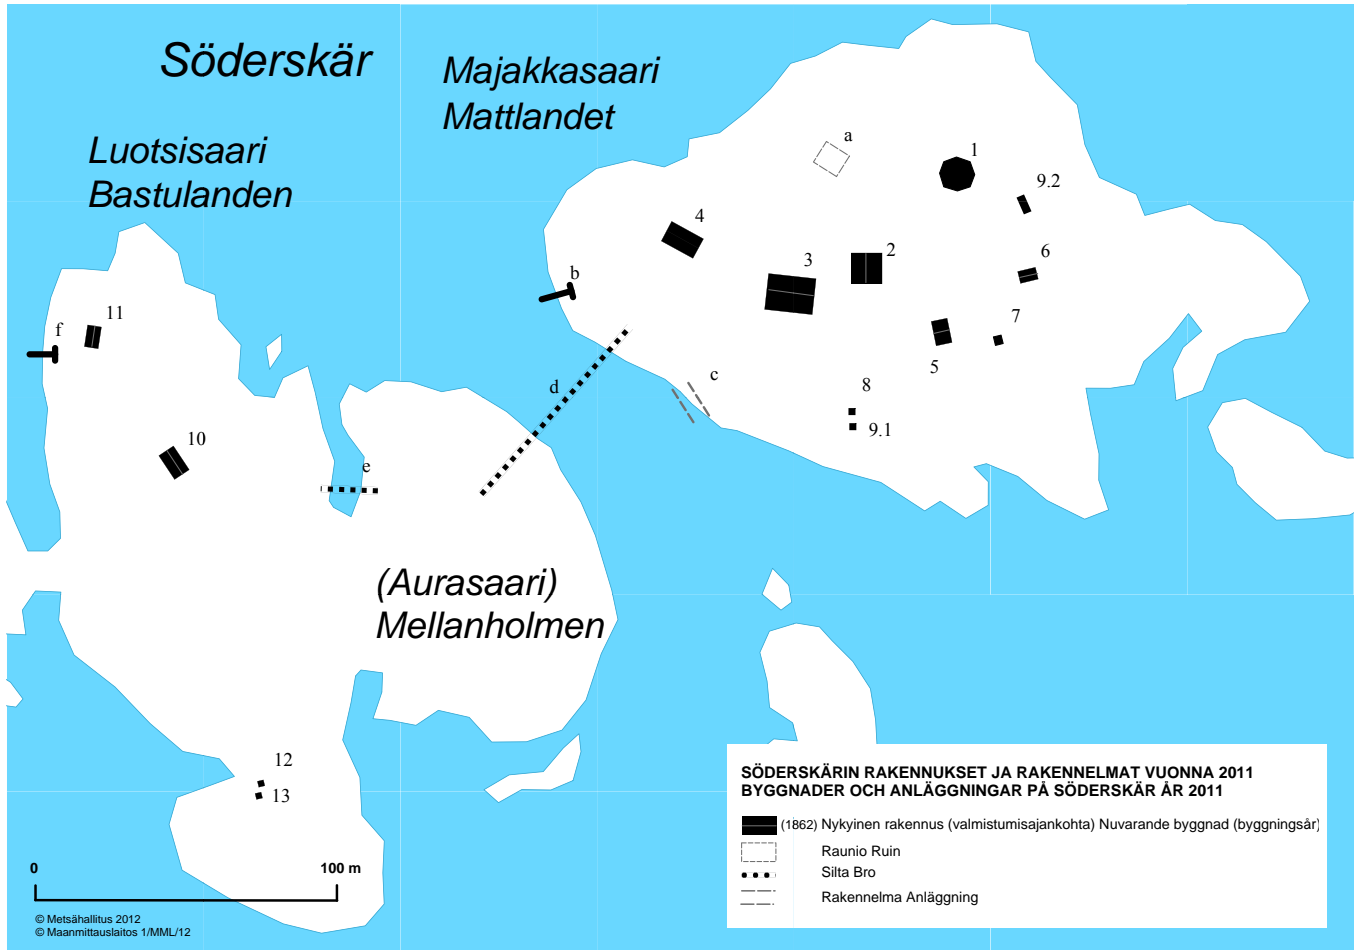 Söderskär
Majakkasaari
Mattlandet
Luotsisaari
Bastulanden
a
1
9.2
4
2
3
6
b
11
f
7
5
c
d
8
9.1
10
e
(Aurasaari)
Mellanholmen
12
13
SÖDERSKÄRIN RAKENNUKSET JA RAKENNELMAT VUONNA 2011
BYGGNADER OCH ANLÄGGNINGAR PÅ SÖDERSKÄR ÅR 2011
(1862) Nykyinen rakennus (valmistumisajankohta) Nuvarande byggnad (byggningsår)
Raunio Ruin
Silta Bro
Rakennelma Anläggning
0 100 m
© Metsähallitus 2012
© Maanmittauslaitos 1/MML/12